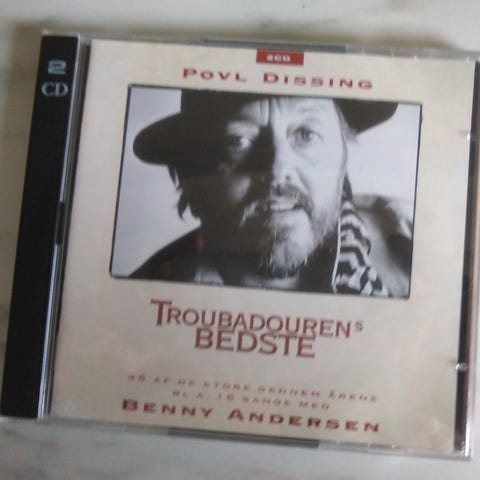 2
CD
2CD
POVL DISSING
TROUBADOURENS
BEDSTE
35 AF DE STORE GENNEM ÅRENE
BL.A. 15 SANGE MED
BENNY ANDERSEN